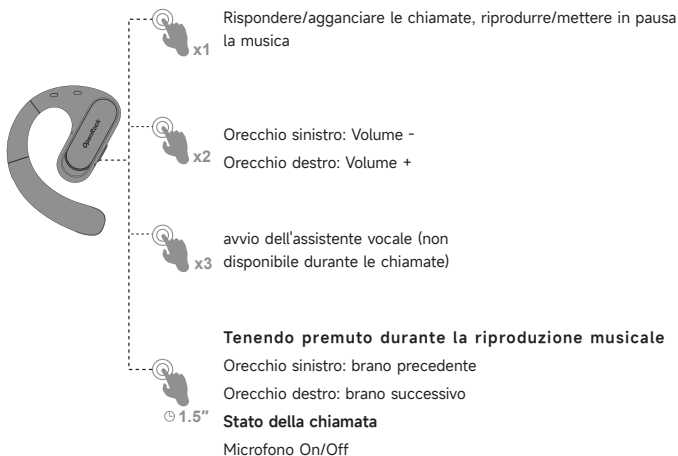 Rispondere/agganciare le chiamate, riprodurre/mettere in pausa
la musica
x1
OpenRock
Orecchio sinistro: Volume -
Orecchio destro: Volume +
x2
avvio dell'assistente vocale (non
disponibile durante le chiamate)
x3
Tenendo premuto durante la riproduzione musicale
Orecchio sinistro: brano precedente
Orecchio destro: brano successivo
1.5"
Stato della chiamata
Microfono On/Off